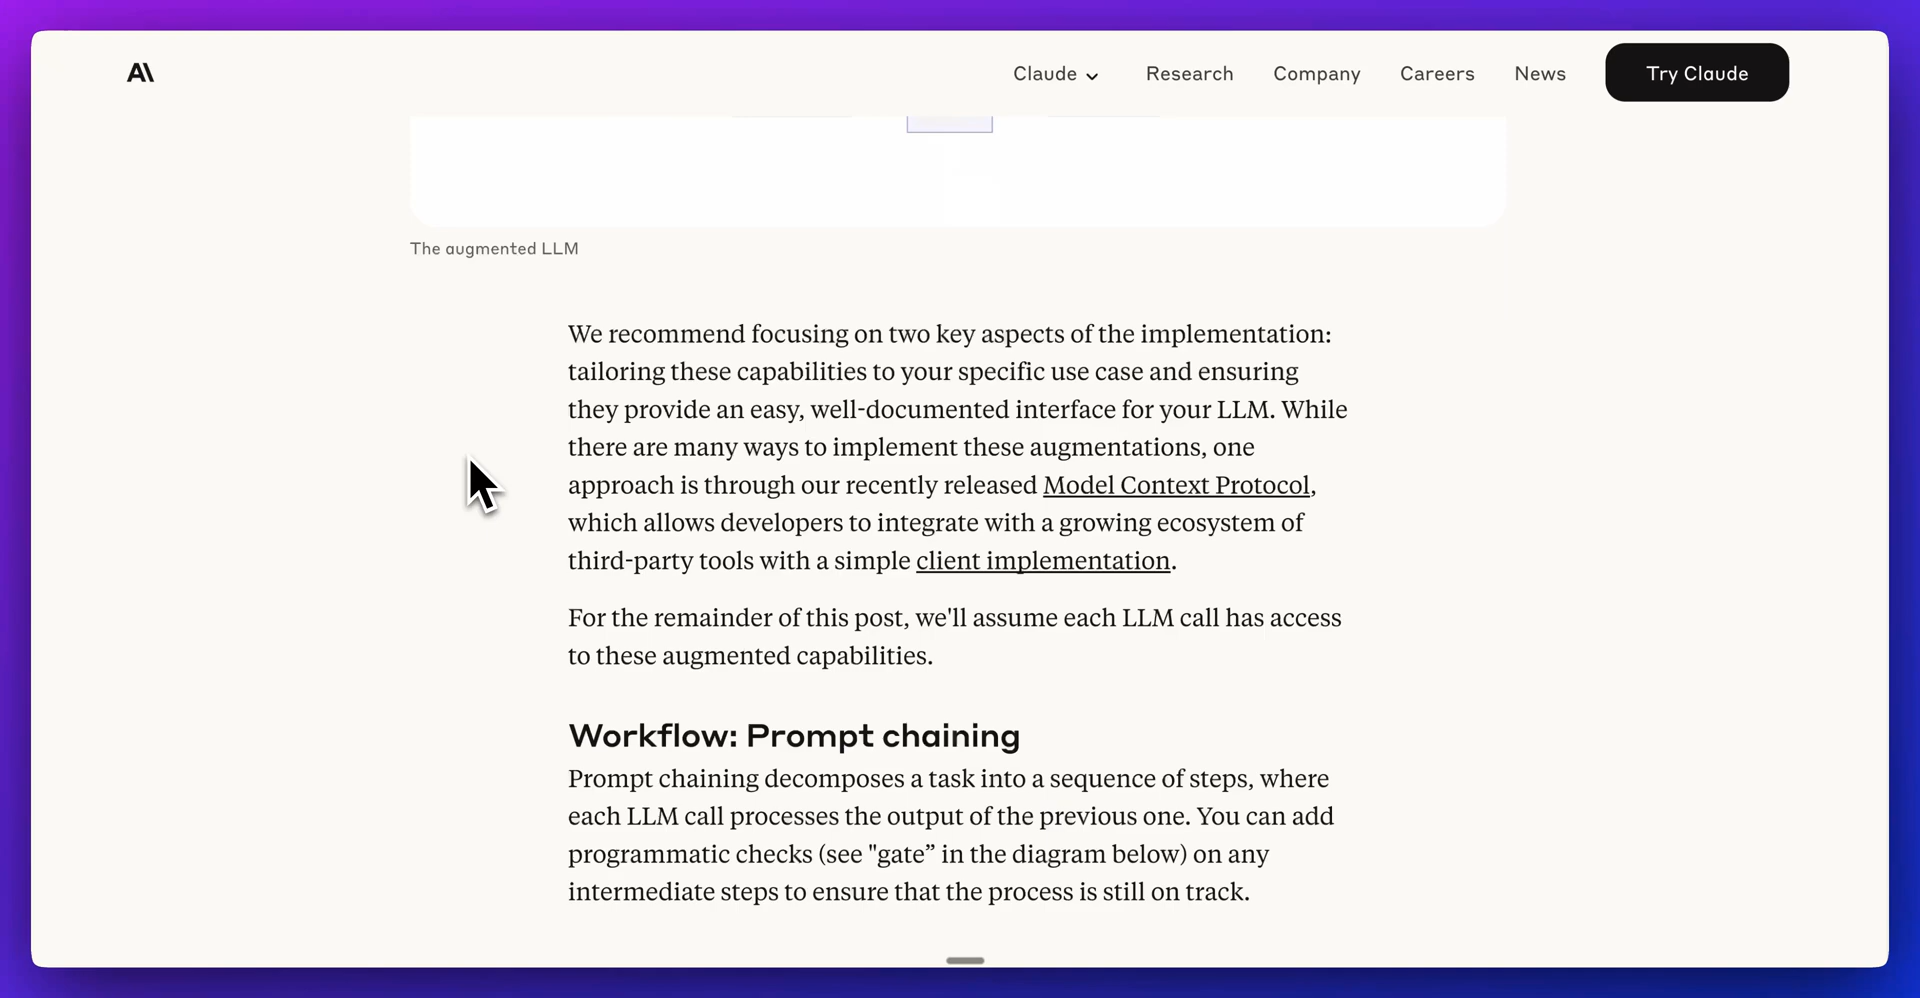 A\
Claude
Research
Company
Careers
News
Try Claude
The augmented LLM
We recommend focusing on two key aspects of the implementation:
tailoring these capabilities to your specific use case and ensuring
they provide an easy, well-documented interface for your LLM. While
there are many ways to implement these augmentations, one
approach is through our recently released Model Context Protocol,
which allows developers to integrate with a growing ecosystem of
third-party tools with a simple client implementation.
For the remainder of this post, we'll assume each LLM call has access
to these augmented capabilities.
Workflow: Prompt chaining
Prompt chaining decomposes a task into a sequence of steps, where
each LLM call processes the output of the previous one. You can add
programmatic checks (see "gate” in the diagram below) on any
intermediate steps to ensure that the process is still on track.